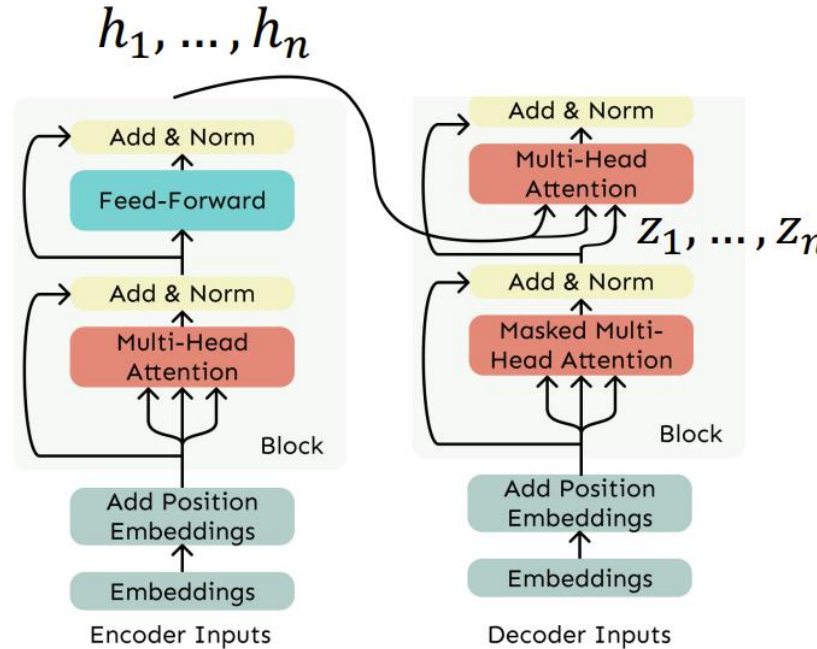 h₁, ... , hₙ
Add & Norm
Feed-Forward
Add & Norm
Multi-Head
Attention
Block
Add Position
Embeddings
Embeddings
Encoder Inputs
Add & Norm
Multi-Head
Attention
z₁, ... , zₙ
Add & Norm
Masked Multi-
Head Attention
Block
Add Position
Embeddings
Embeddings
Decoder Inputs